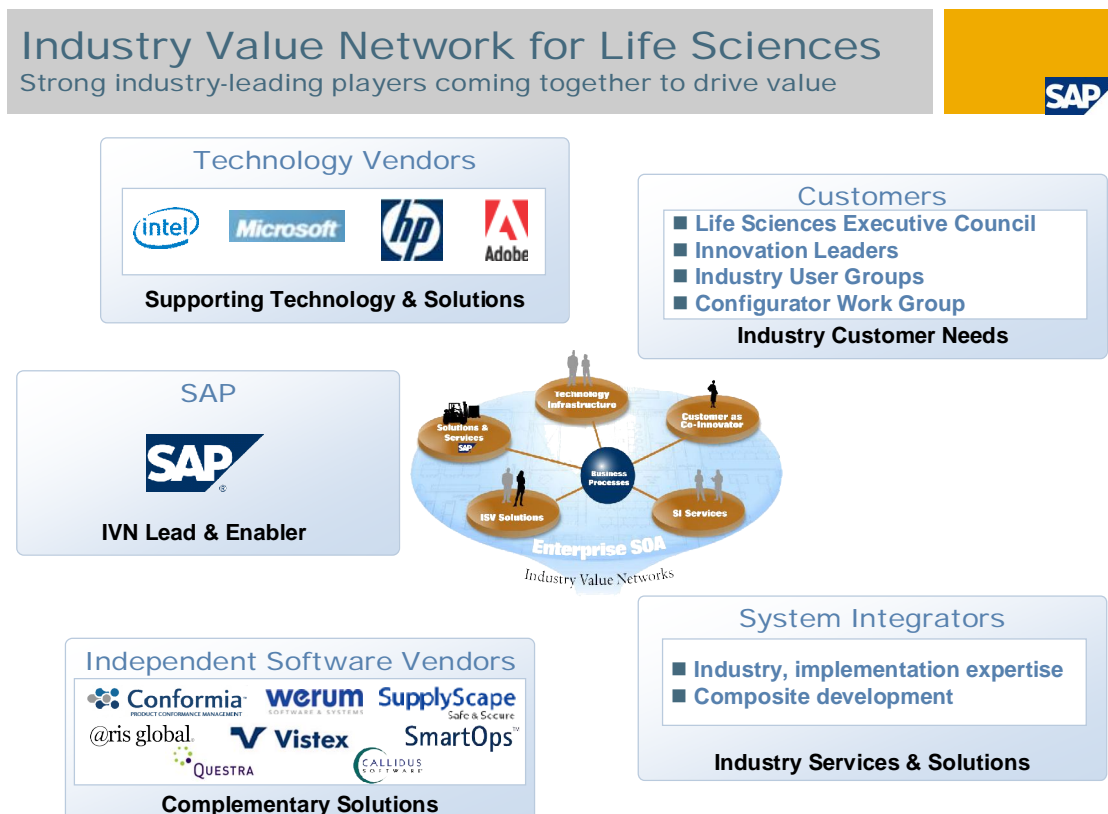 Industry Value Network for Life Sciences
Strong industry-leading players coming together to drive value
SAP
Technology Vendors
intel
Microsoft
hp
Adobe
Supporting Technology & Solutions
Customers
Life Sciences Executive Council
Innovation Leaders
Industry User Groups
Configurator Work Group
Industry Customer Needs
SAP
SAP
®
IVN Lead & Enabler
Technology
Infrastructure
Customer as
Co-Innovator
Solutions &
Services
SAP
Business
Processes
ISV Solutions
SI Services
Enterprise SOA
Industry Value Networks
Independent Software Vendors
Conformia™
PRODUCT CONFORMANCE MANAGEMENT
werum
SOFTWARE & SYSTEMS
SupplyScape
Safe & Secure
@ris global
Vistex
SmartOps™
QUESTRA
CALLIDUS
SOFTWARE
Complementary Solutions
System Integrators
Industry, implementation expertise
Composite development
Industry Services & Solutions